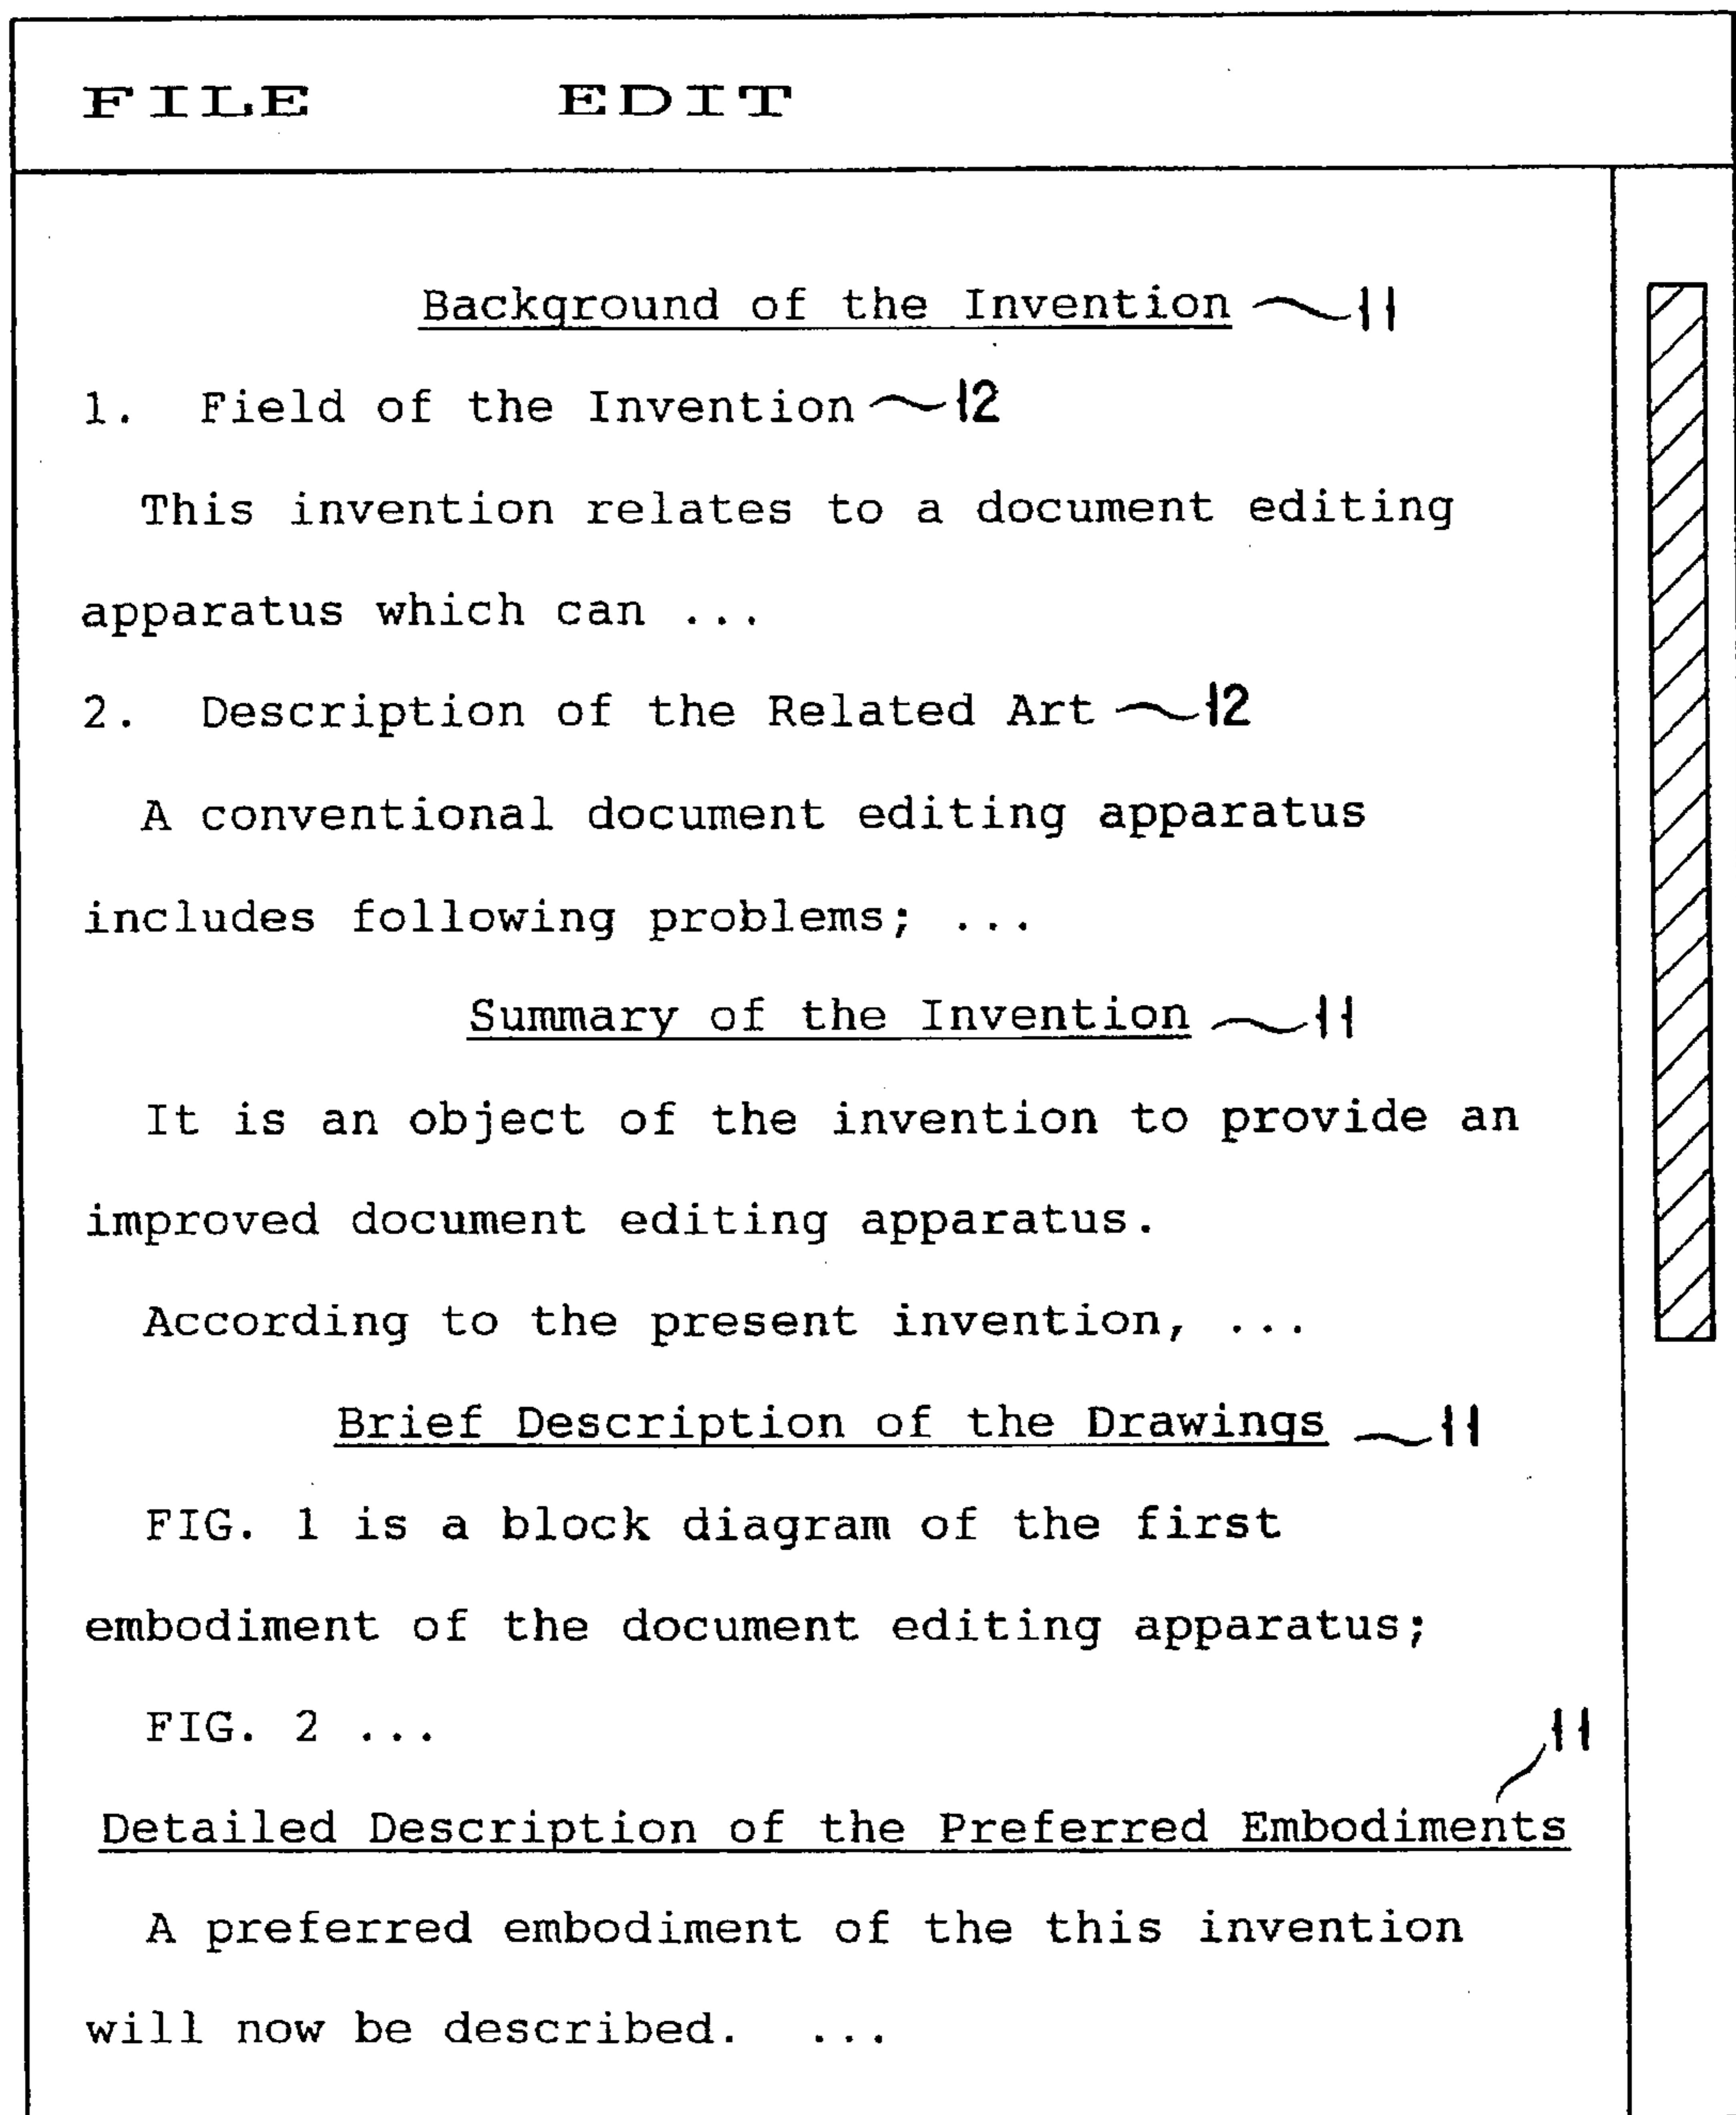 FILE EDIT
Background of the Invention 11
1. Field of the Invention 12
This invention relates to a document editing
apparatus which can ...
2. Description of the Related Art 12
A conventional document editing apparatus
includes following problems; ...
Summary of the Invention 11
It is an object of the invention to provide an
improved document editing apparatus.
According to the present invention, ...
Brief Description of the Drawings 11
FIG. 1 is a block diagram of the first
embodiment of the document editing apparatus;
FIG. 2 ...
11
Detailed Description of the Preferred Embodiments
A preferred embodiment of the this invention
will now be described. ...